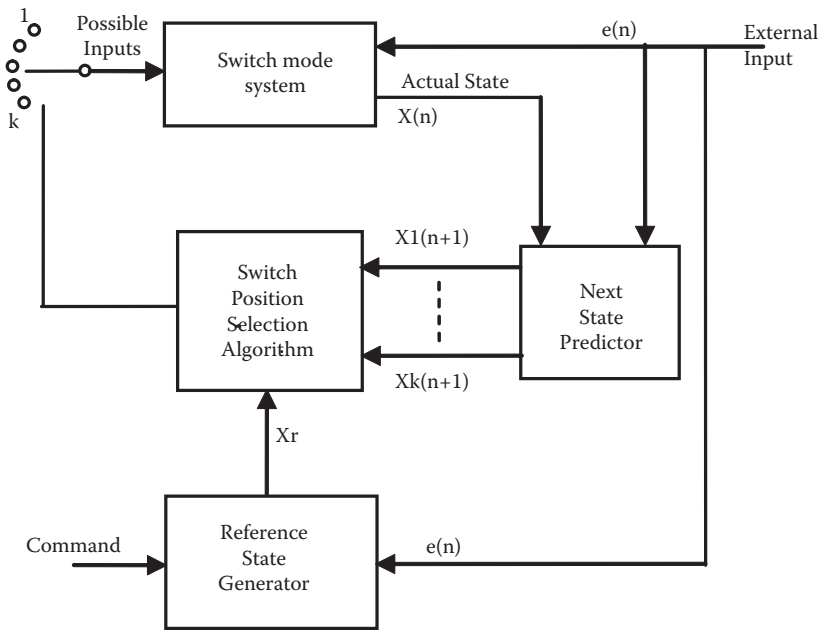 1
Possible
Inputs
k
Switch mode
system
e(n)
External
Input
Actual State
X(n)
X1(n+1)
Switch
Position
Selection
Algorithm
Next
State
Predictor
Xk(n+1)
Xr
Command
Reference
State
Generator
e(n)